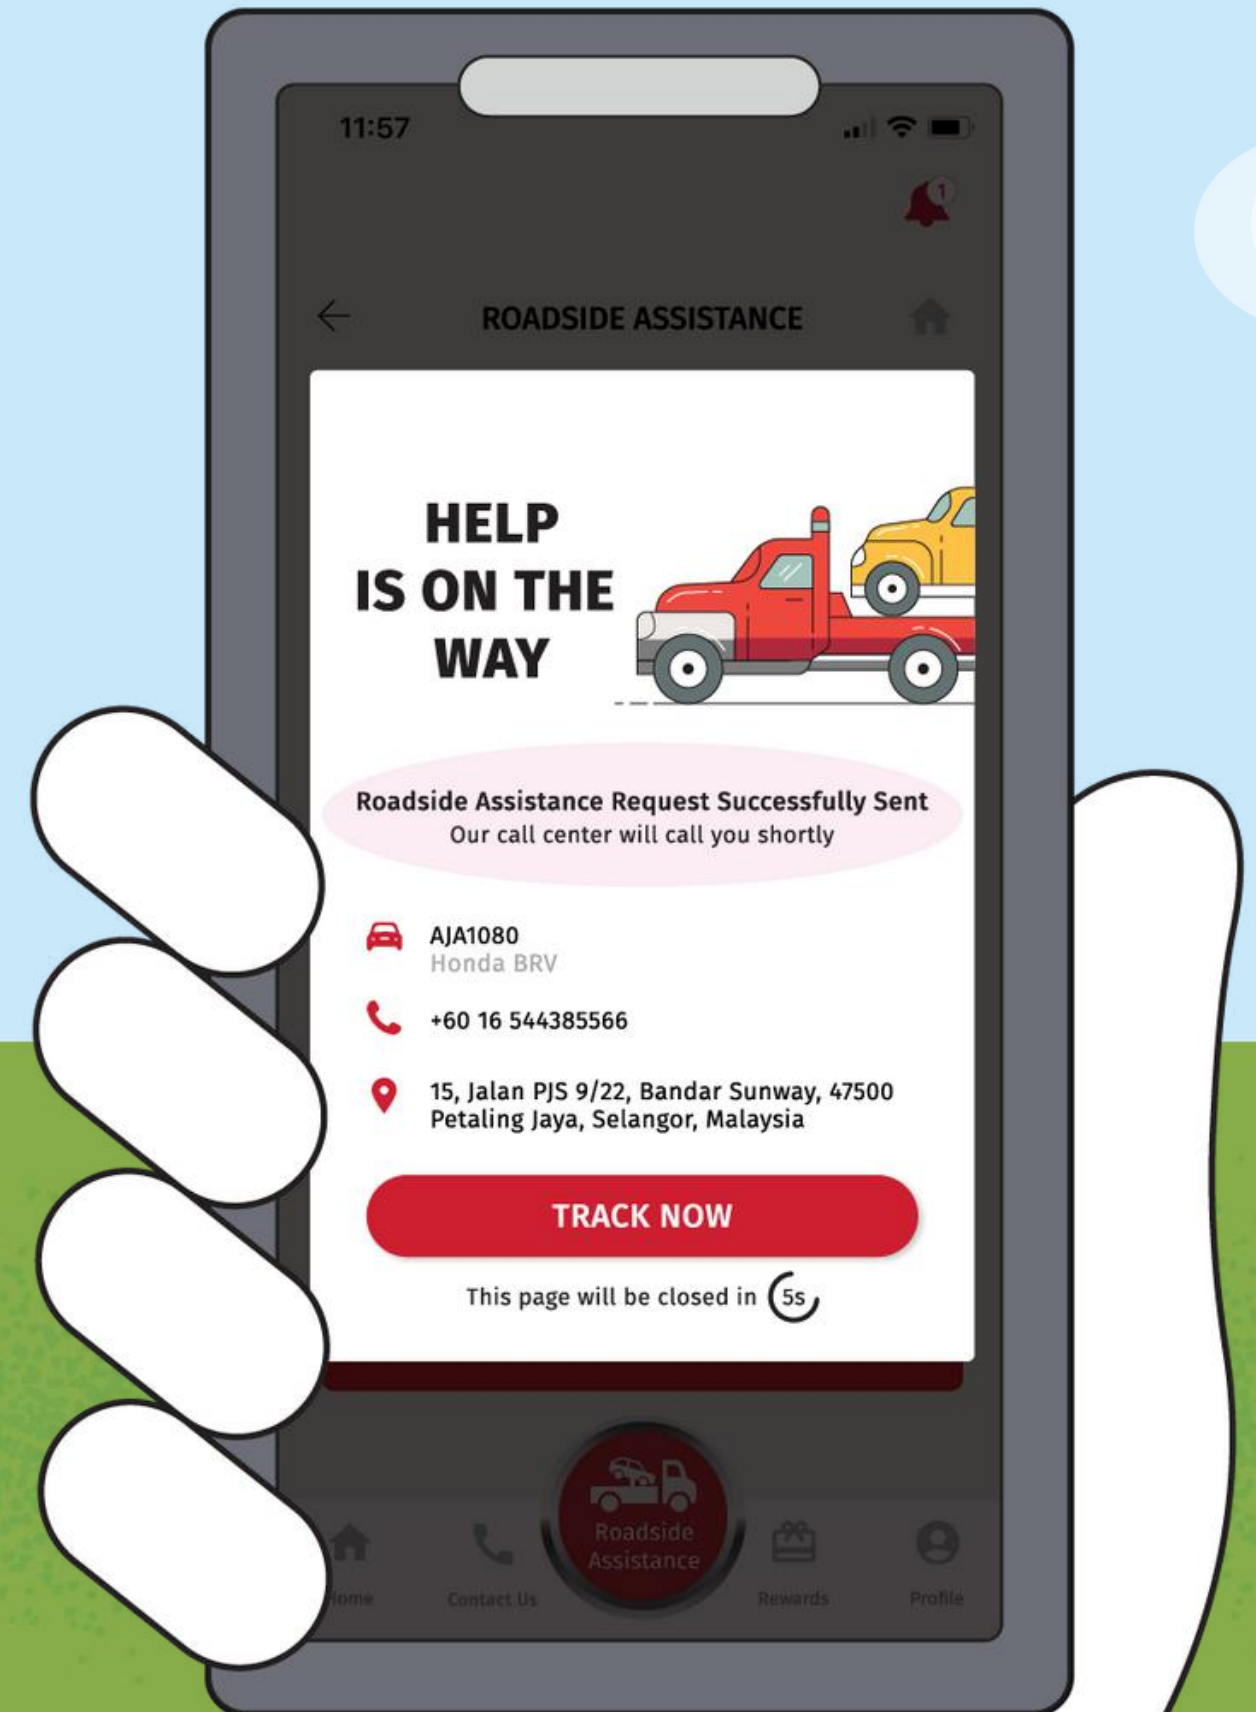 11:57
1
ROADSIDE ASSISTANCE
HELP
IS ON THE
WAY
Roadside Assistance Request Successfully Sent
Our call center will call you shortly
AJA1080
Honda BRV
+60 16 544385566
15, Jalan PJS 9/22, Bandar Sunway, 47500
Petaling Jaya, Selangor, Malaysia
TRACK NOW
This page will be closed in 5s
Roadside
Assistance
Home
Contact Us
Rewards
Profile